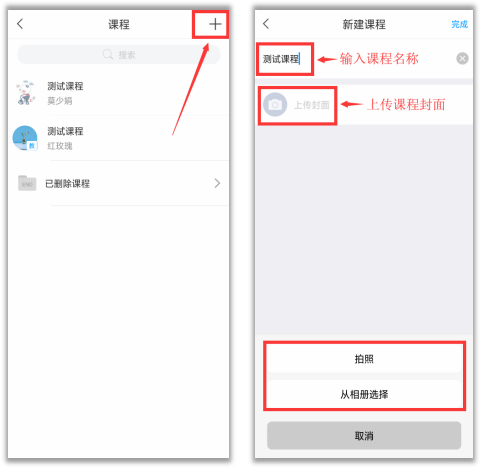 课程
搜索
测试课程
莫少娟
测试课程
红玫瑰
教
已删除课程
新建课程
完成
测试课程
输入课程名称
上传封面
上传课程封面
拍照
从相册选择
取消